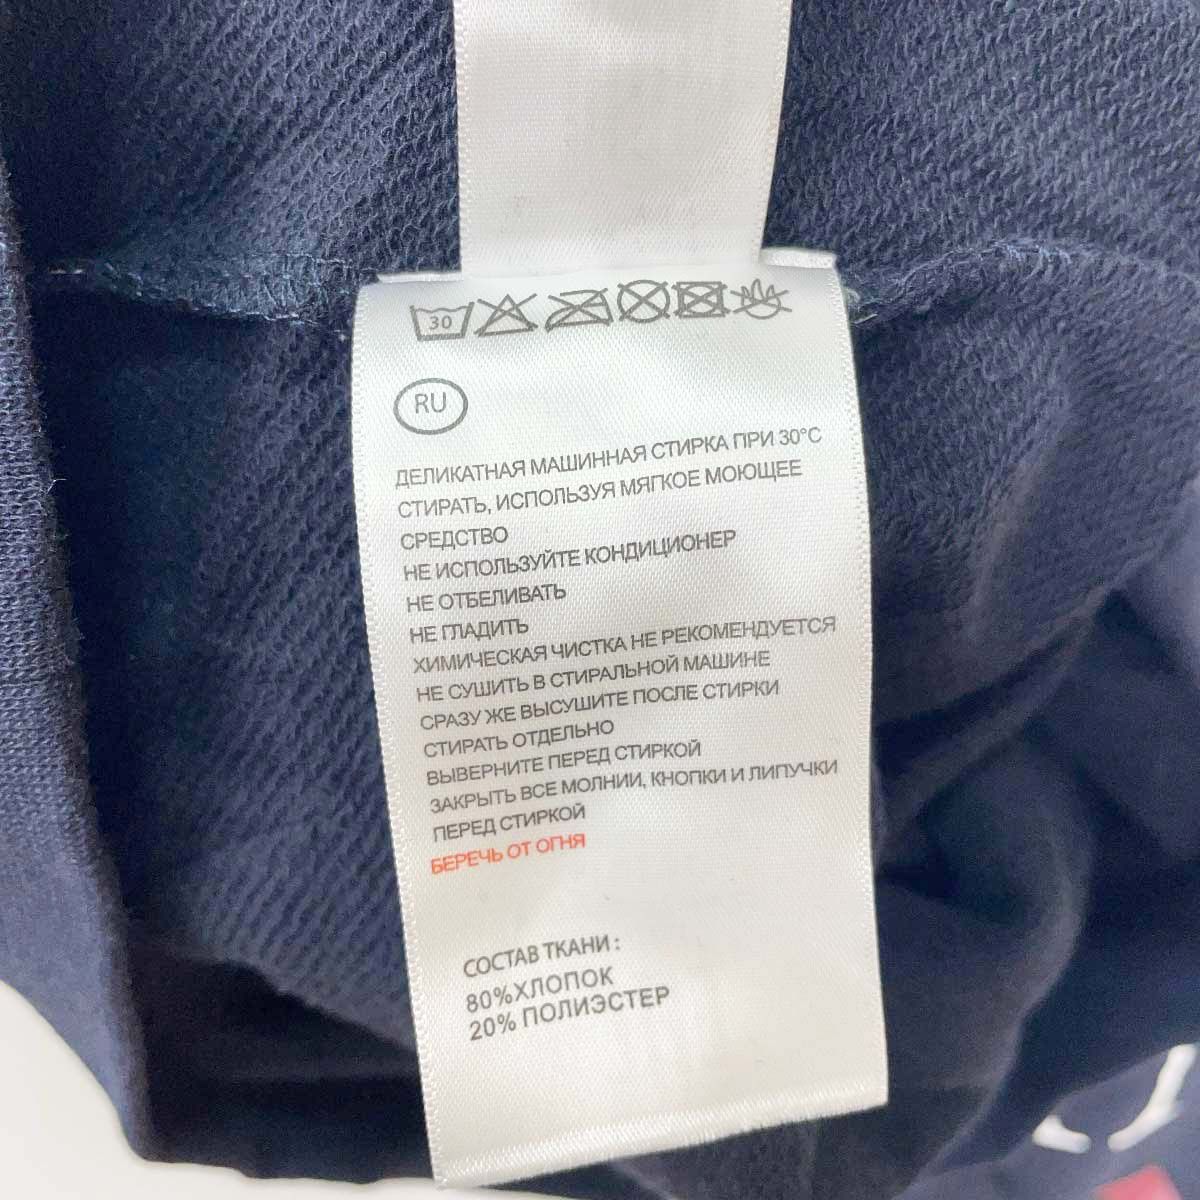 30
RU
ДЕЛИКАТНАЯ МАШИННАЯ СТИРКА ПРИ 30°C
СТИРАТЬ, ИСПОЛЬЗУЯ МЯГКОЕ МОЮЩЕЕ
СРЕДСТВО
НЕ ИСПОЛЬЗУЙТЕ КОНДИЦИОНЕР
НЕ ОТБЕЛИВАТЬ
НЕ ГЛАДИТЬ
ХИМИЧЕСКАЯ ЧИСТКА НЕ РЕКОМЕНДУЕТСЯ
НЕ СУШИТЬ В СТИРАЛЬНОЙ МАШИНЕ
СРАЗУ ЖЕ ВЫСУШИТЕ ПОСЛЕ СТИРКИ
СТИРАТЬ ОТДЕЛЬНО
ВЫВЕРНИТЕ ПЕРЕД СТИРКОЙ
ЗАКРЫТЬ ВСЕ МОЛНИИ, КНОПКИ И ЛИПУЧКИ
ПЕРЕД СТИРКОЙ
БЕРЕЧЬ ОТ ОГНЯ
СОСТАВ ТКАНИ :
80%ХЛОПОК
20% ПОЛИЭСТЕР